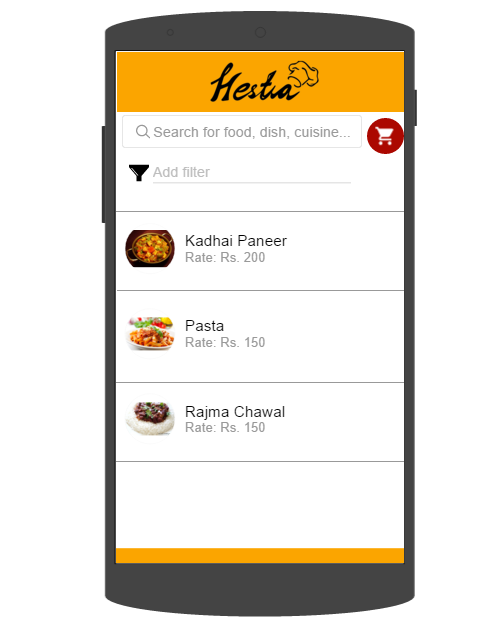 Hestia
Search for food, dish, cuisine...
Add filter
Kadhai Paneer
Rate: Rs. 200
Pasta
Rate: Rs. 150
Rajma Chawal
Rate: Rs. 150